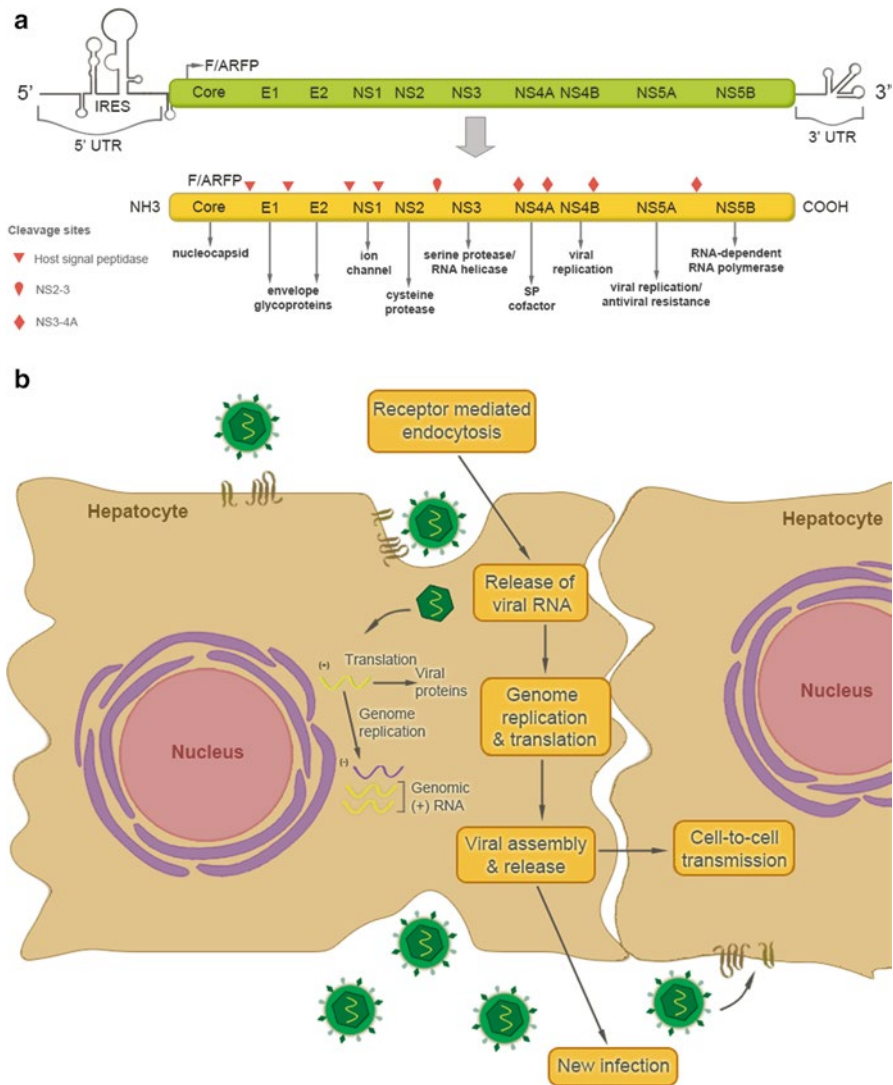 a
F/ARFP
5' Core E1 E2 NS1 NS2 NS3 NS4A NS4B NS5A NS5B 3'
IRES
5' UTR
3' UTR
F/ARFP
NH3 Core E1 E2 NS1 NS2 NS3 NS4A NS4B NS5A NS5B COOH
Cleavage sites
Host signal peptidase
NS2-3
NS3-4A
nucleocapsid
envelope
glycoproteins
ion
channel
cysteine
protease
serine protease/
RNA helicase
SP
cofactor
viral
replication
viral replication/
antiviral resistance
RNA-dependent
RNA polymerase
b
Receptor mediated
endocytosis
Hepatocyte
Hepatocyte
Release of
viral RNA
(+)
Translation
Viral
proteins
Genome
replication
(-)
Genomic
(+) RNA
Nucleus
Nucleus
Genome
replication
& translation
Viral assembly
& release
Cell-to-cell
transmission
New infection